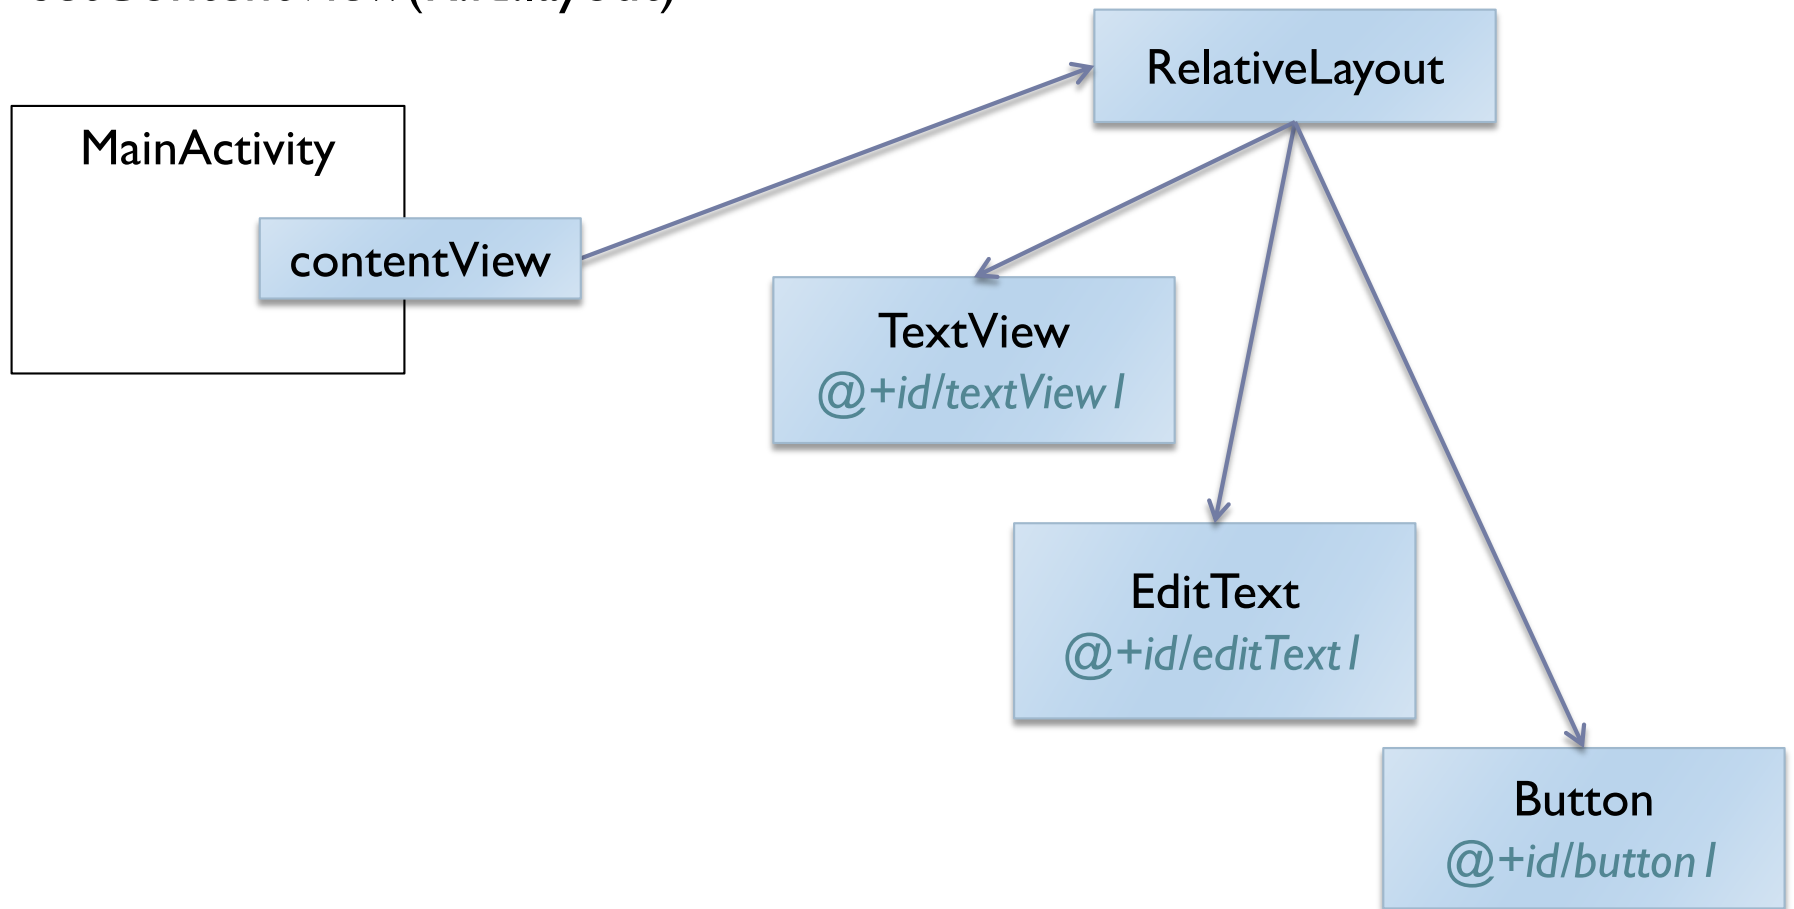 RelativeLayout
MainActivity
contentView
TextView
@+id/textView1
EditText
@+id/editText1
Button
@+id/button1